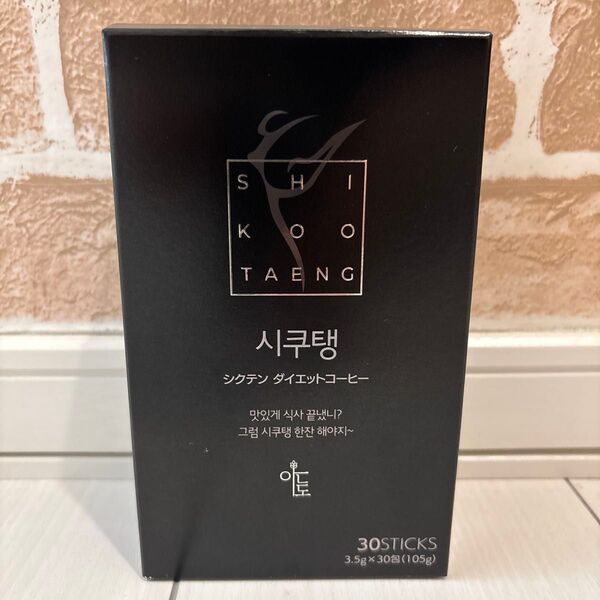 SHI
KOO
TAENG
시쿠탱
シクテン ダイエットコーヒー
맛있게 식사 끝냈니?
그럼 시쿠탱 한잔 해야지~
30STICKS
3.5g×30包(105g)